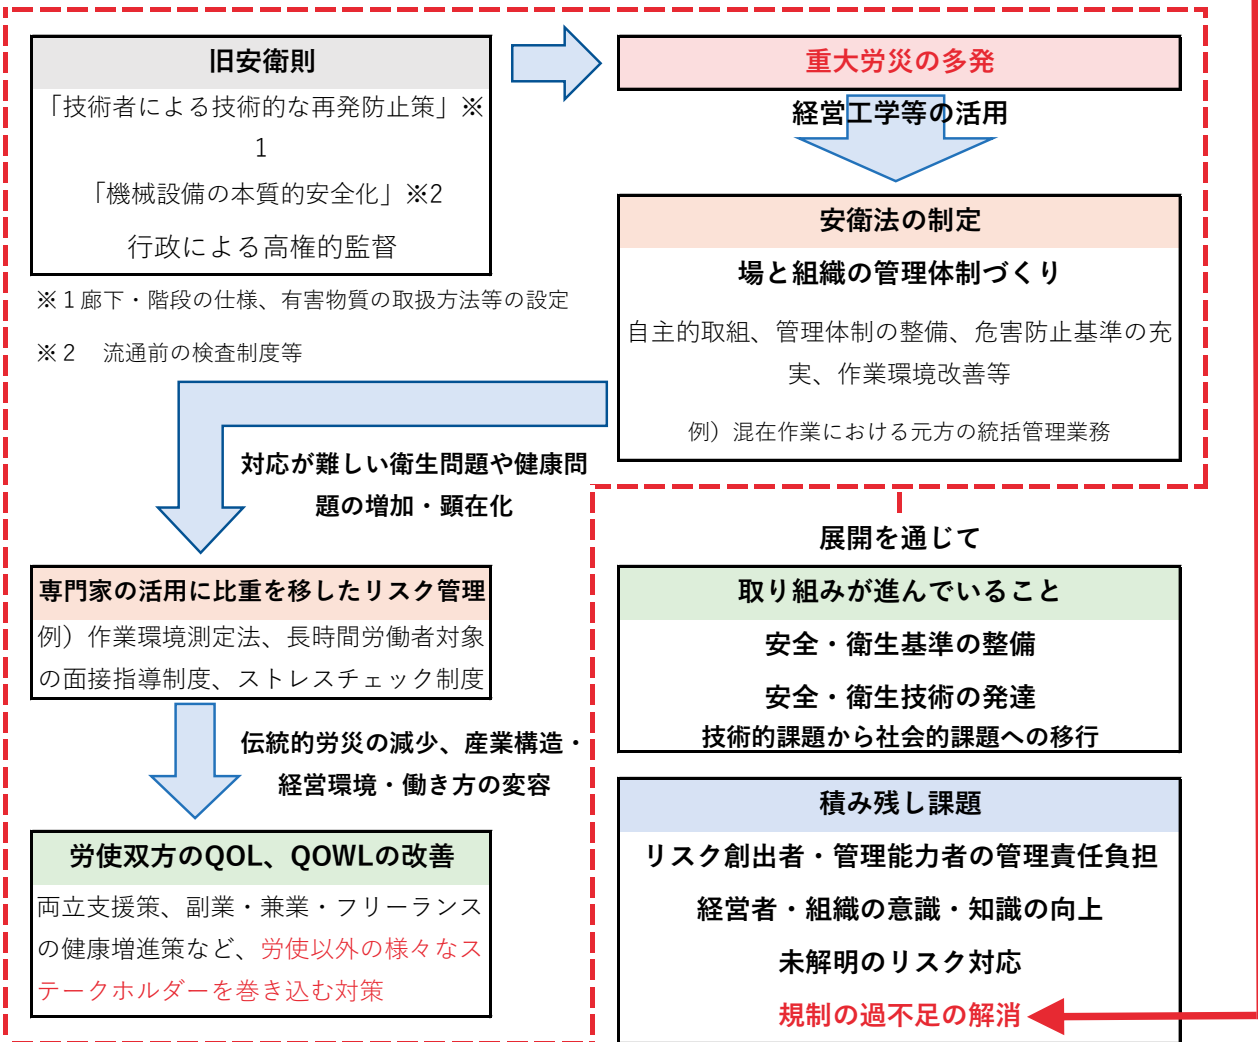 旧安衛則
「技術者による技術的な再発防止策」※
1
「機械設備の本質的安全化」※2
行政による高権的監督
※１廊下・階段の仕様、有害物質の取扱方法等の設定
※２　流通前の検査制度等
重大労災の多発
経営工学等の活用
安衛法の制定
場と組織の管理体制づくり
自主的取組、管理体制の整備、危害防止基準の充
実、作業環境改善等
例）混在作業における元方の統括管理業務
対応が難しい衛生問題や健康問
題の増加・顕在化
専門家の活用に比重を移したリスク管理
例）作業環境測定法、長時間労働者対象
の面接指導制度、ストレスチェック制度
伝統的労災の減少、産業構造・
経営環境・働き方の変容
労使双方のQOL、QOWLの改善
両立支援策、副業・兼業・フリーランス
の健康増進策など、労使以外の様々なス
テークホルダーを巻き込む対策
展開を通じて
取り組みが進んでいること
安全・衛生基準の整備
安全・衛生技術の発達
技術的課題から社会的課題への移行
積み残し課題
リスク創出者・管理能力者の管理責任負担
経営者・組織の意識・知識の向上
未解明のリスク対応
規制の過不足の解消